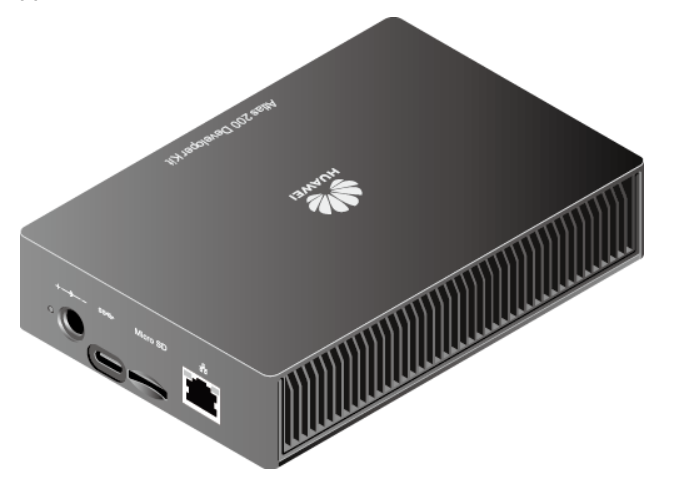 Atlas 200 Developer Kit
HUAWEI
Micro SD